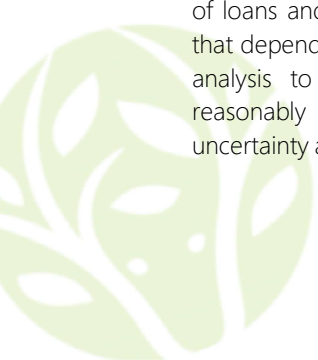 of loans and
that depend
analysis to
reasonably
uncertainty a